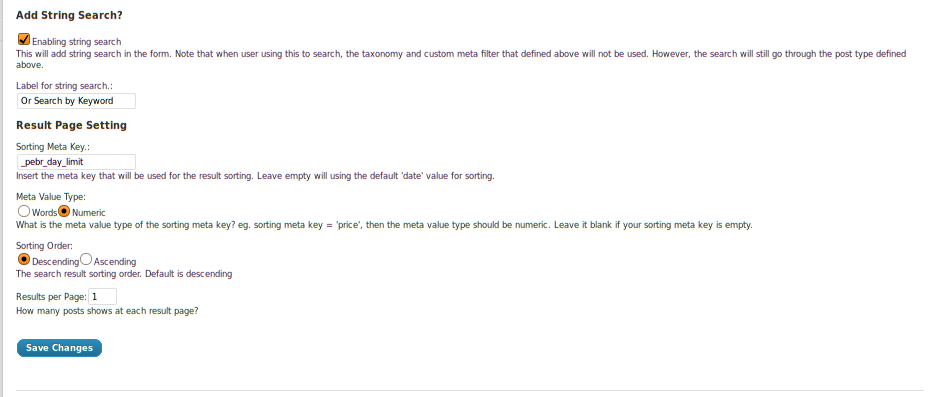 Add String Search?
Enabling string search
This will add string search in the form. Note that when user using this to search, the taxonomy and custom meta filter that defined above will not be used. However, the search will still go through the post type defined
above.
Label for string search.:
Or Search by Keyword
Result Page Setting
Sorting Meta Key.:
_pebr_day_limit
Insert the meta key that will be used for the result sorting. Leave empty will using the default 'date' value for sorting.
Meta Value Type:
Words Numeric
What is the meta value type of the sorting meta key? eg. sorting meta key = 'price', then the meta value type should be numeric. Leave it blank if your sorting meta key is empty.
Sorting Order:
Descending Ascending
The search result sorting order. Default is descending
Results per Page: 1
How many posts shows at each result page?
Save Changes